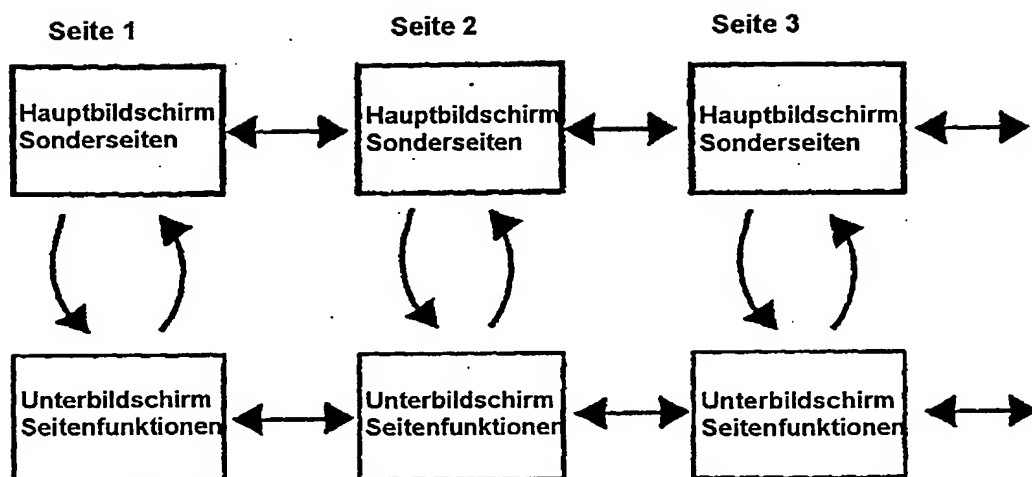 Seite 1
Seite 2
Seite 3
Hauptbildschirm
Sonderseiten
Hauptbildschirm
Sonderseiten
Hauptbildschirm
Sonderseiten
Unterbildschirm
Seitenfunktionen
Unterbildschirm
Seitenfunktionen
Unterbildschirm
Seitenfunktionen